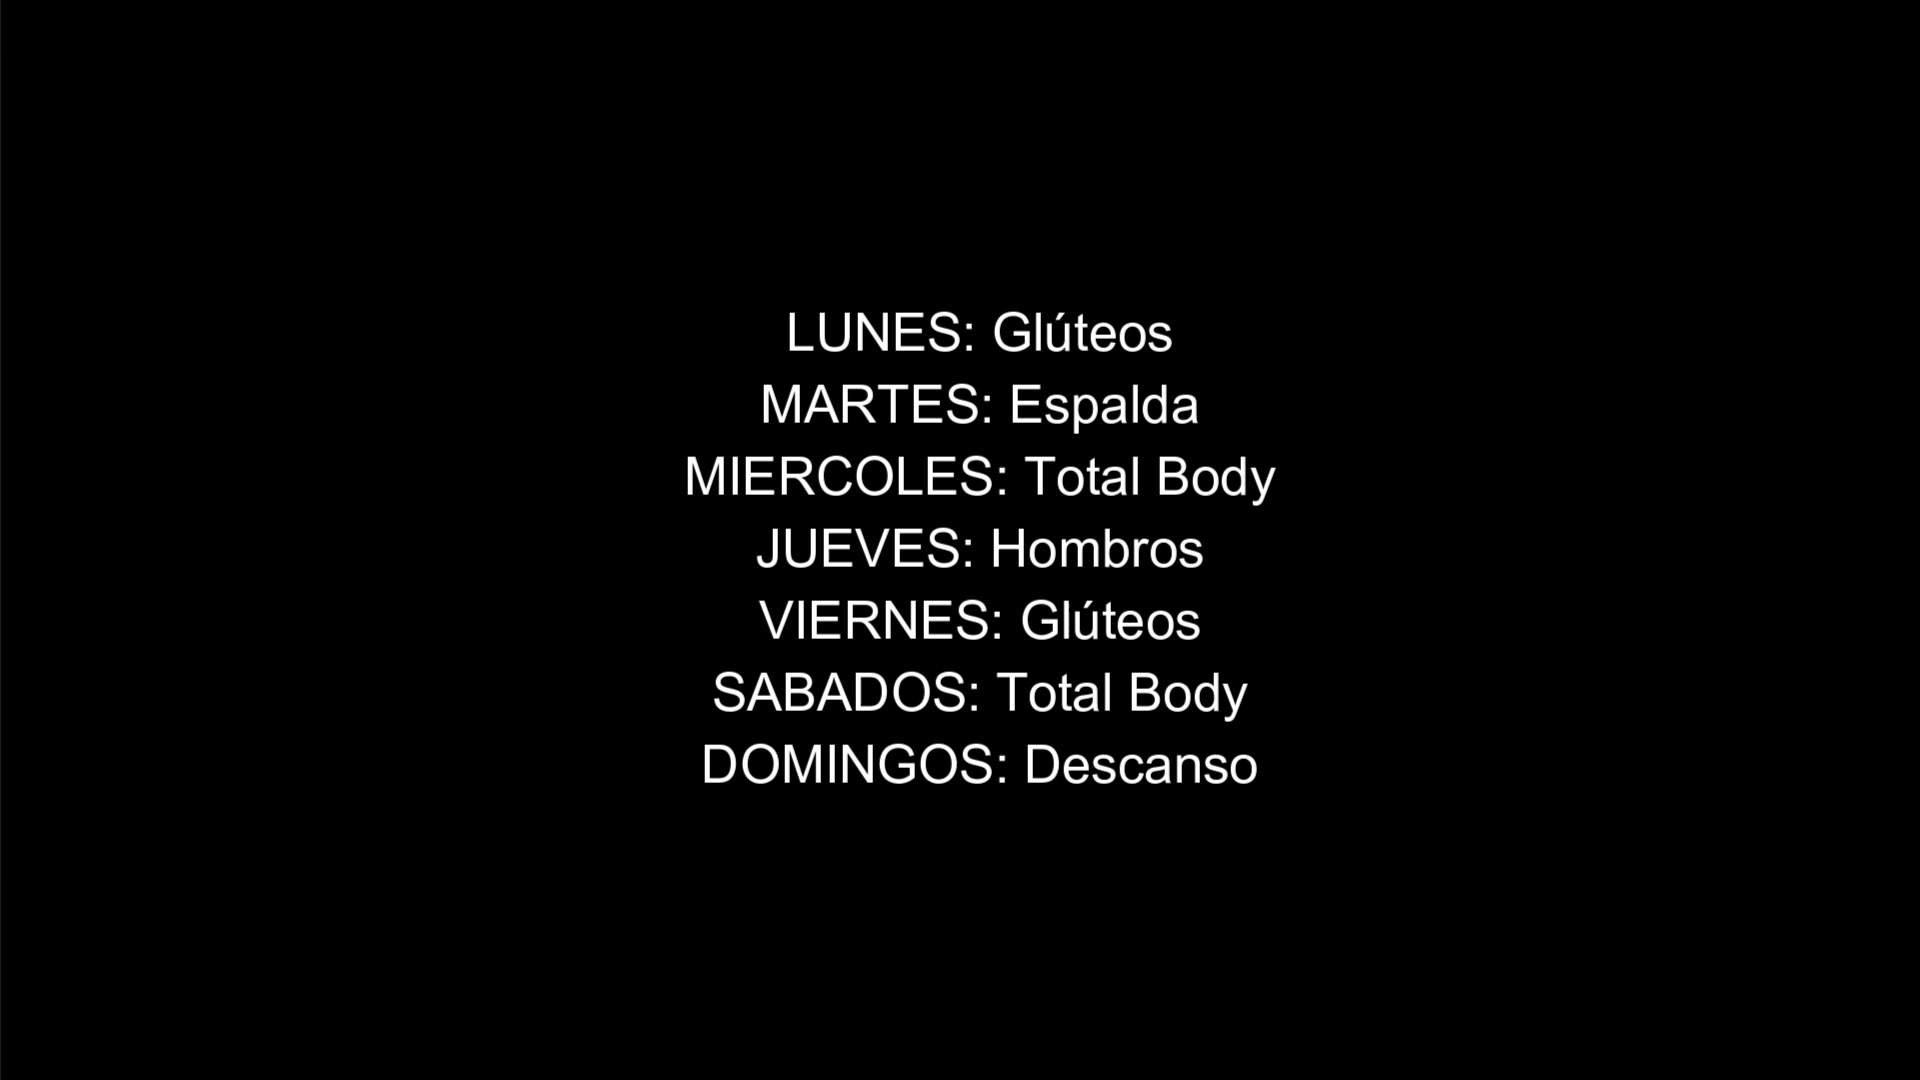 LUNES: Glúteos
MARTES: Espalda
MIERCOLES: Total Body
JUEVES: Hombros
VIERNES: Glúteos
SABADOS: Total Body
DOMINGOS: Descanso